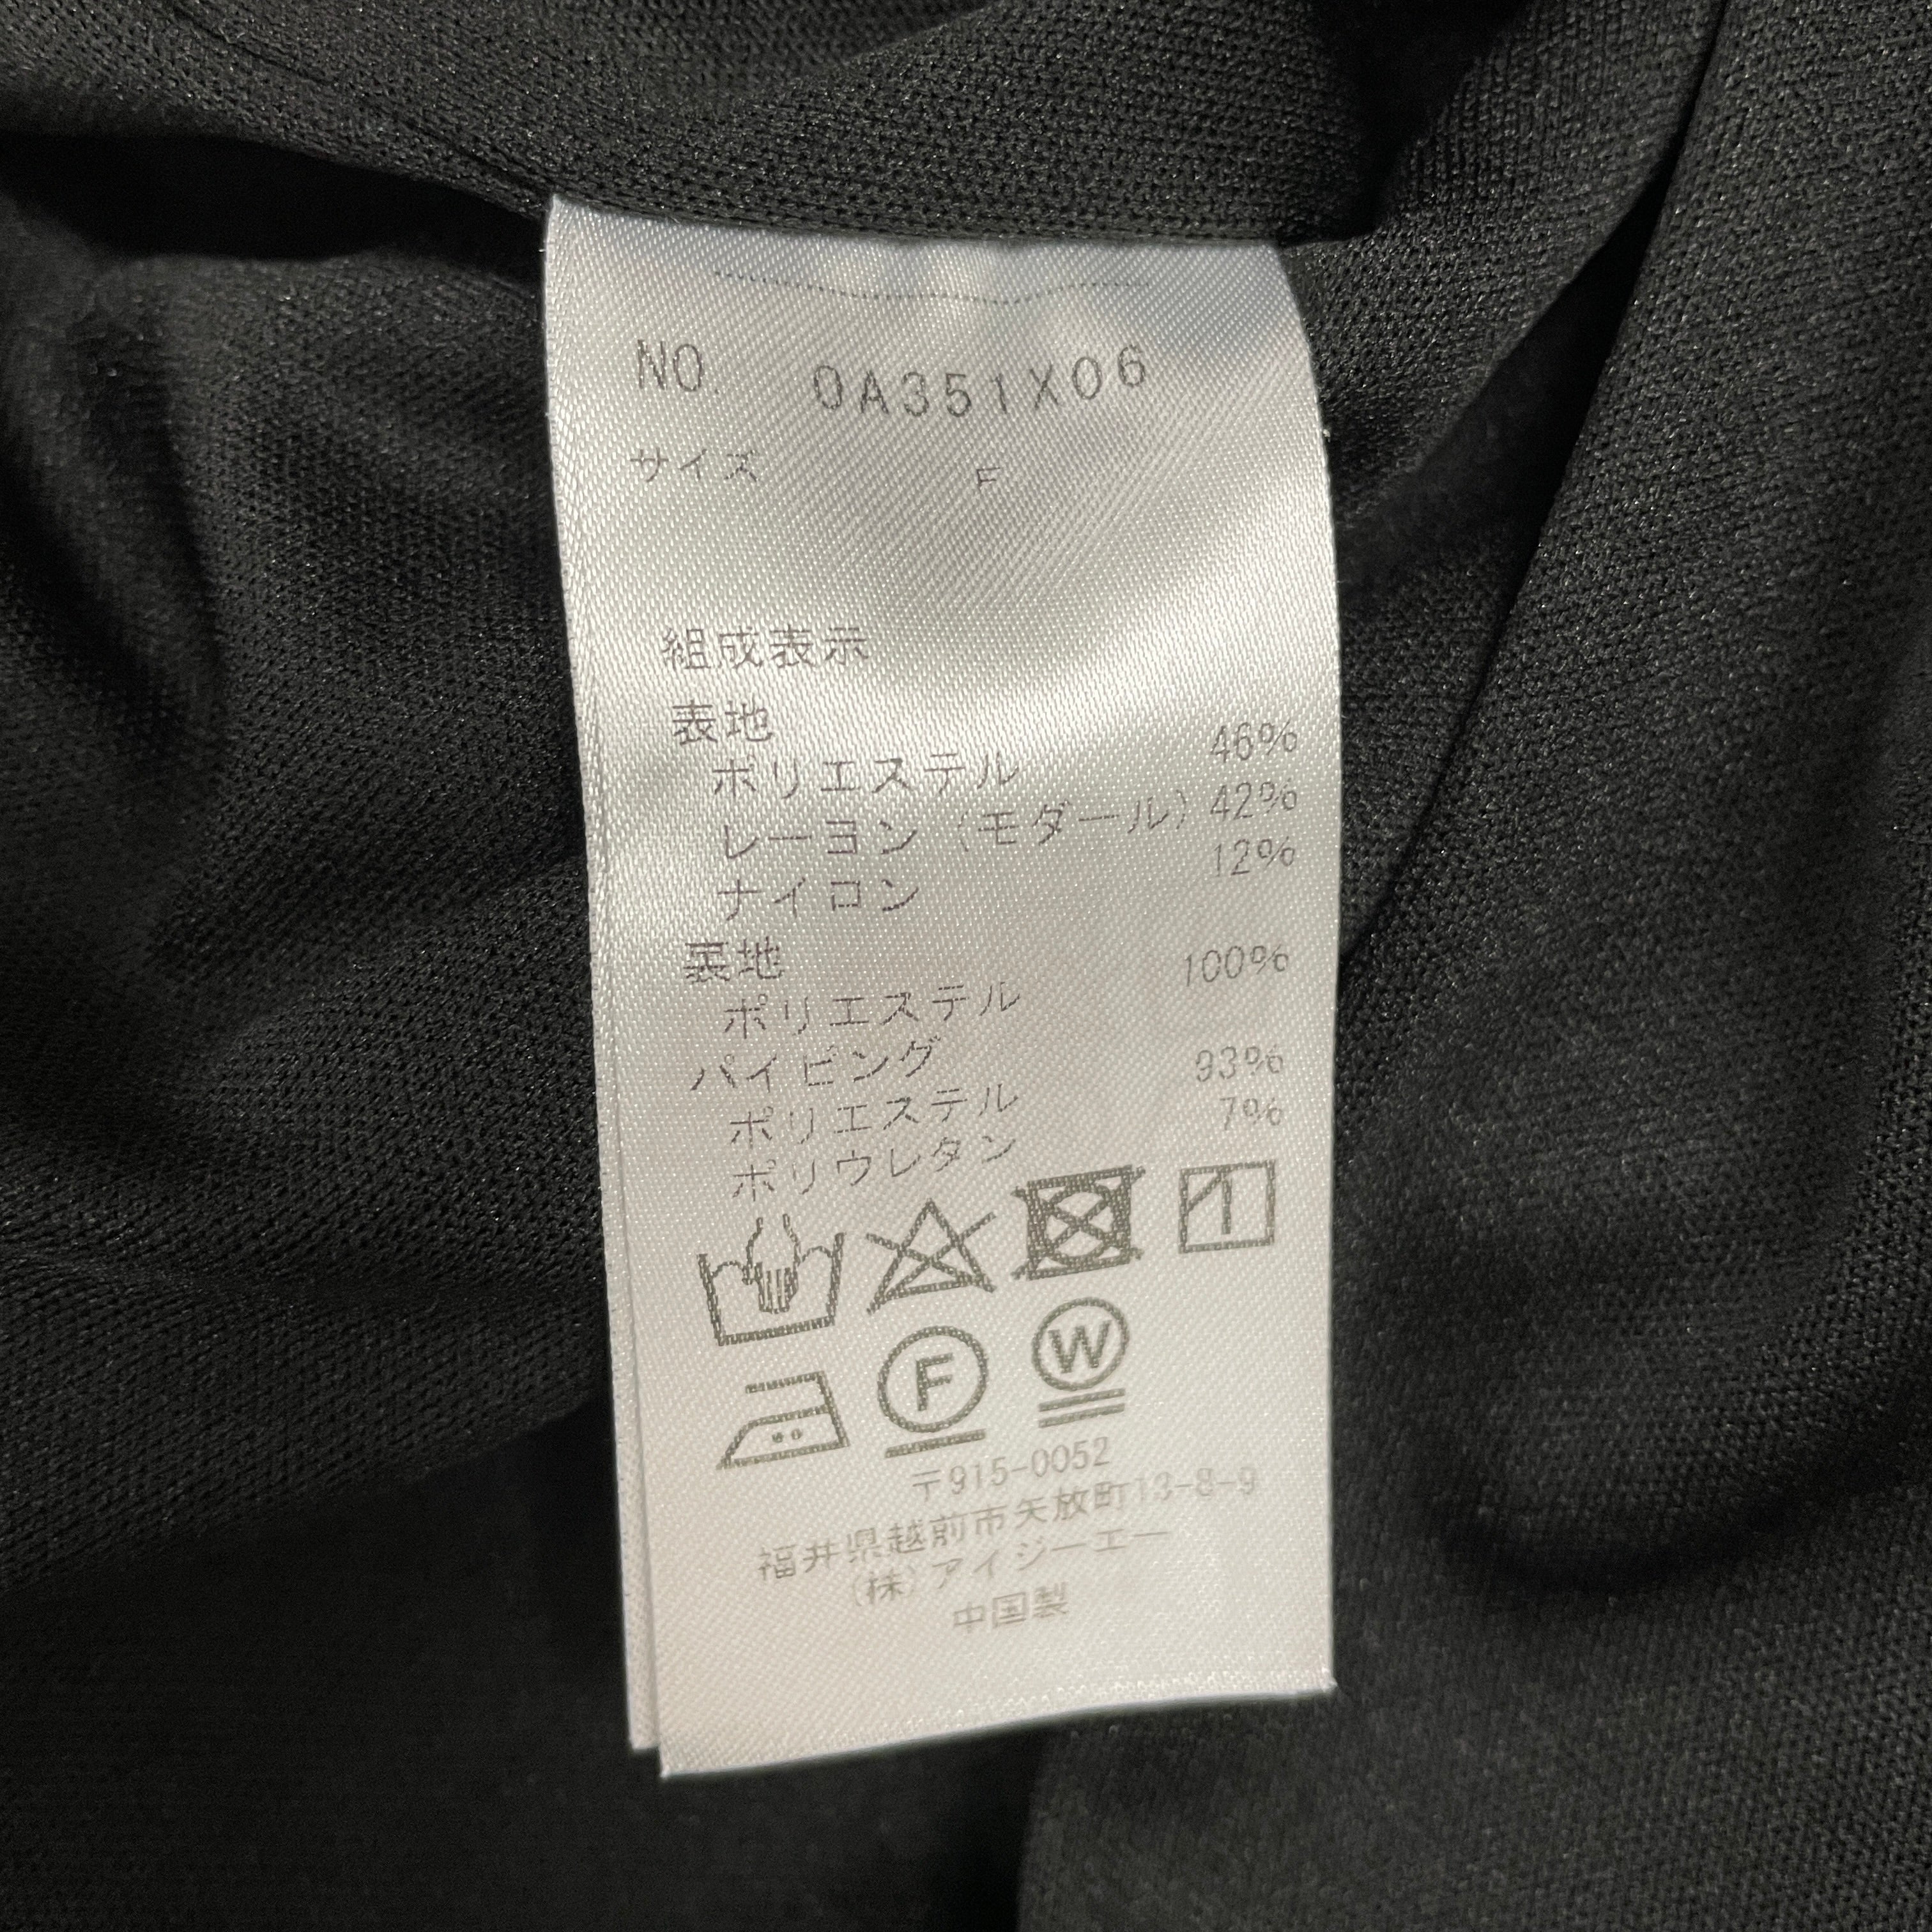 NO. 0A351X06
サイズ F
組成表示
表地
ポリエステル 46%
レーヨン(モダール) 42%
ナイロン 12%
裏地
ポリエステル 100%
パイピング
ポリエステル 93%
ポリウレタン 7%
F W
〒915-0052
福井県越前市矢放町13-8-9
(株)アイジーエー
中国製